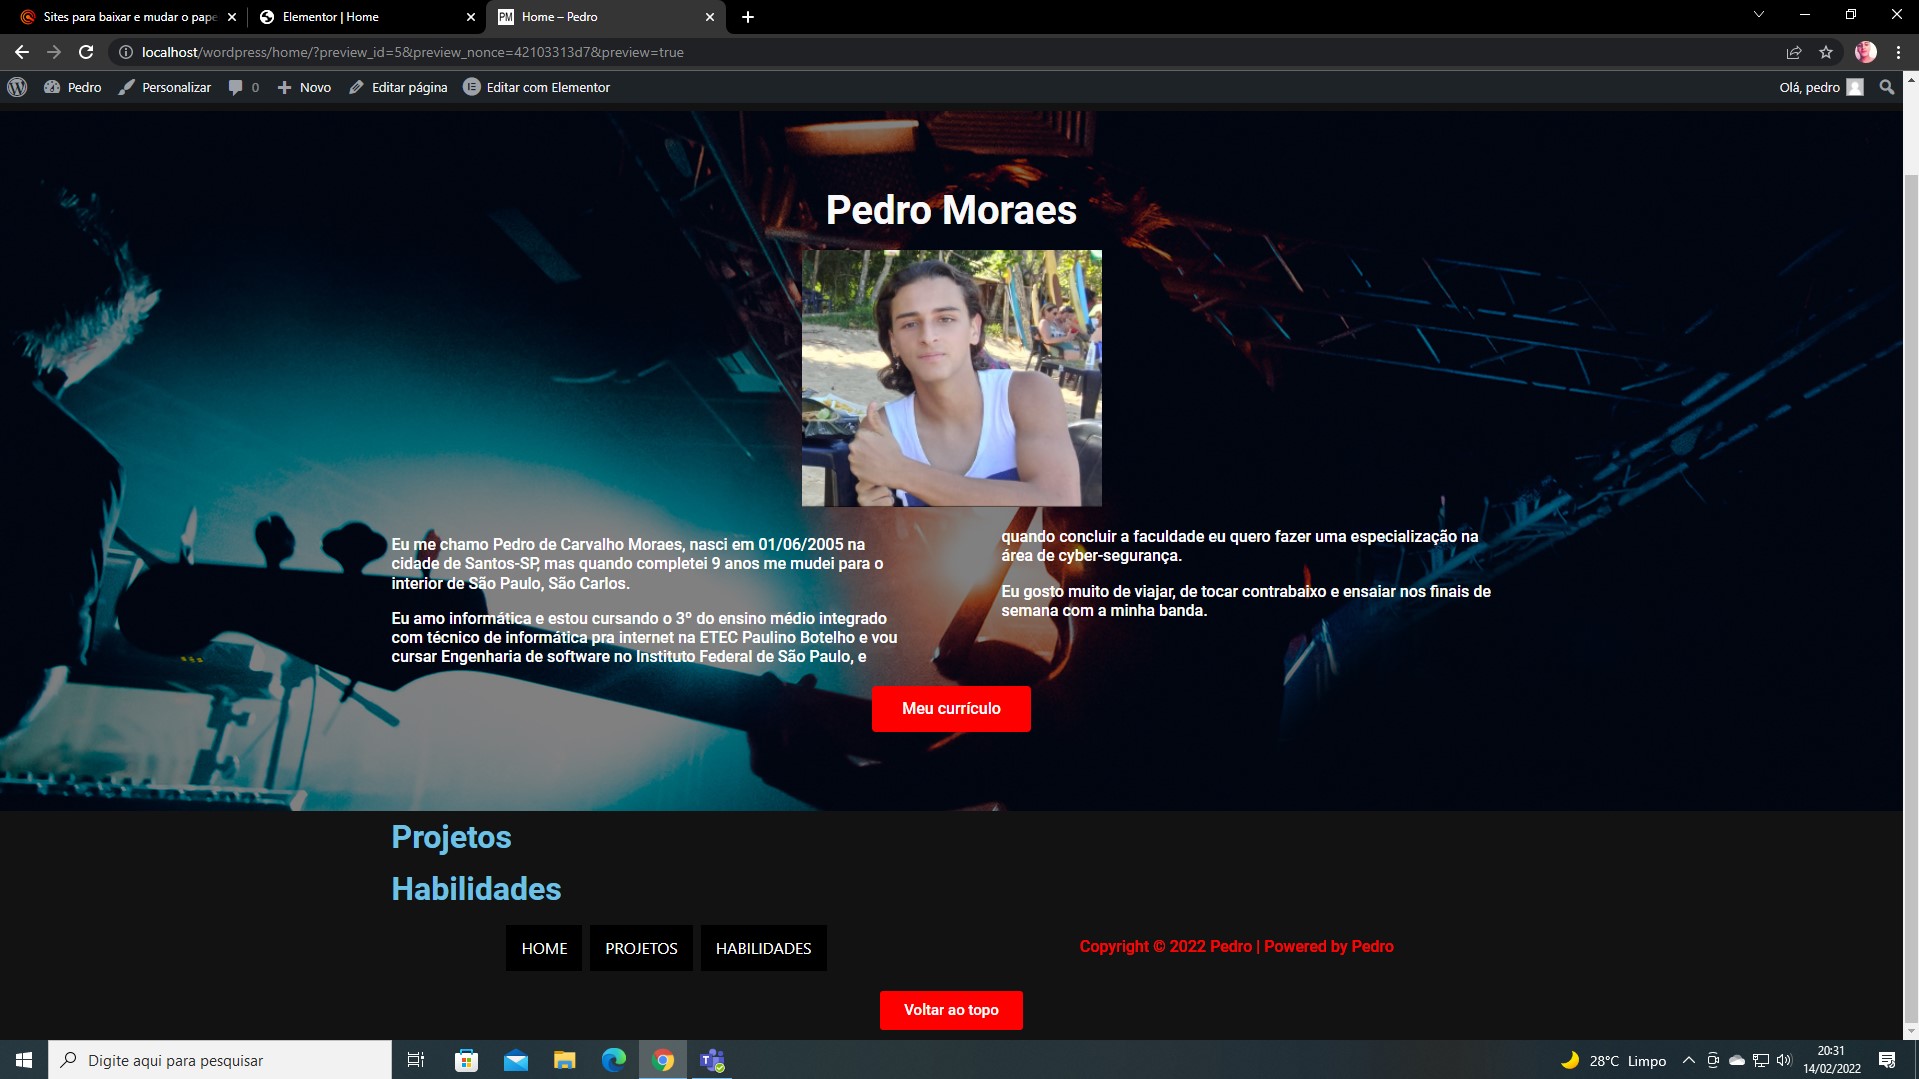 Sites para baixar e mudar o pape
Elementor | Home
PM
Home – Pedro
localhost/wordpress/home/?preview_id=5&preview_nonce=42103313d7&preview=true
Pedro
Personalizar
0
Novo
Editar página
Editar com Elementor
Olá, pedro
Pedro Moraes
Eu me chamo Pedro de Carvalho Moraes, nasci em 01/06/2005 na
cidade de Santos-SP, mas quando completei 9 anos me mudei para o
interior de São Paulo, São Carlos.
Eu amo informática e estou cursando o 3º do ensino médio integrado
com técnico de informática pra internet na ETEC Paulino Botelho e vou
cursar Engenharia de software no Instituto Federal de São Paulo, e
quando concluir a faculdade eu quero fazer uma especialização na
área de cyber-segurança.
Eu gosto muito de viajar, de tocar contrabaixo e ensaiar nos finais de
semana com a minha banda.
Meu currículo
Projetos
Habilidades
HOME
PROJETOS
HABILIDADES
Copyright © 2022 Pedro | Powered by Pedro
Voltar ao topo
Digite aqui para pesquisar
28°C Limpo
20:31
14/02/2022